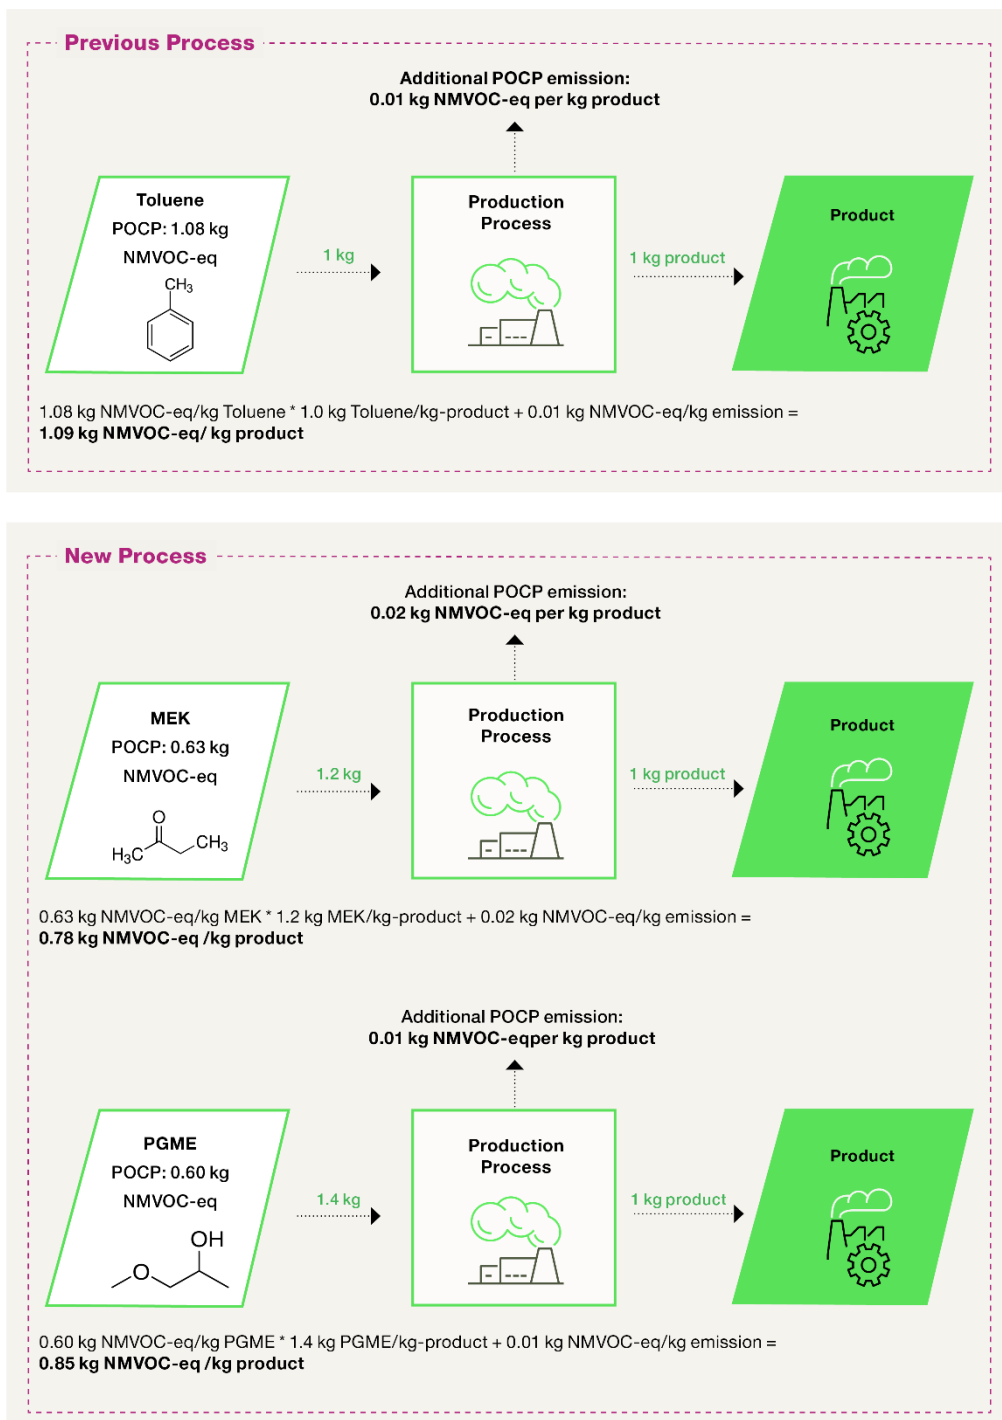 Previous Process
Additional POCP emission:
0.01 kg NMVOC-eq per kg product
Toluene
POCP: 1.08 kg
NMVOC-eq
CH3
1 kg
Production
Process
1 kg product
Product
1.08 kg NMVOC-eq/kg Toluene * 1.0 kg Toluene/kg-product + 0.01 kg NMVOC-eq/kg emission =
1.09 kg NMVOC-eq/ kg product
New Process
Additional POCP emission:
0.02 kg NMVOC-eq per kg product
MEK
POCP: 0.63 kg
NMVOC-eq
O
H3C
CH3
1.2 kg
Production
Process
1 kg product
Product
0.63 kg NMVOC-eq/kg MEK * 1.2 kg MEK/kg-product + 0.02 kg NMVOC-eq/kg emission =
0.78 kg NMVOC-eq /kg product
Additional POCP emission:
0.01 kg NMVOC-eqper kg product
PGME
POCP: 0.60 kg
NMVOC-eq
OH
O
1.4 kg
Production
Process
1 kg product
Product
0.60 kg NMVOC-eq/kg PGME * 1.4 kg PGME/kg-product + 0.01 kg NMVOC-eq/kg emission =
0.85 kg NMVOC-eq /kg product